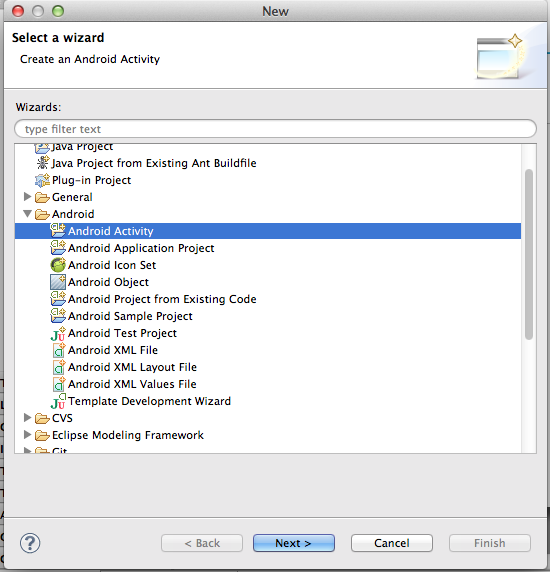 New
Select a wizard
Create an Android Activity
Wizards:
type filter text
Java Project
Java Project from Existing Ant Buildfile
Plug-in Project
General
Android
Android Activity
Android Application Project
Android Icon Set
Android Object
Android Project from Existing Code
Android Sample Project
Android Test Project
Android XML File
Android XML Layout File
Android XML Values File
Template Development Wizard
CVS
Eclipse Modeling Framework
Git
?
< Back
Next >
Cancel
Finish